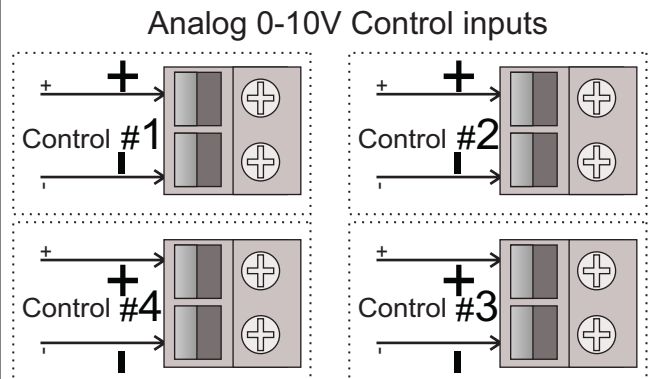 Analog 0-10V Control inputs
+ +
Control #1
- -
+ +
Control #2
- -
+ +
Control #4
- -
+ +
Control #3
- -